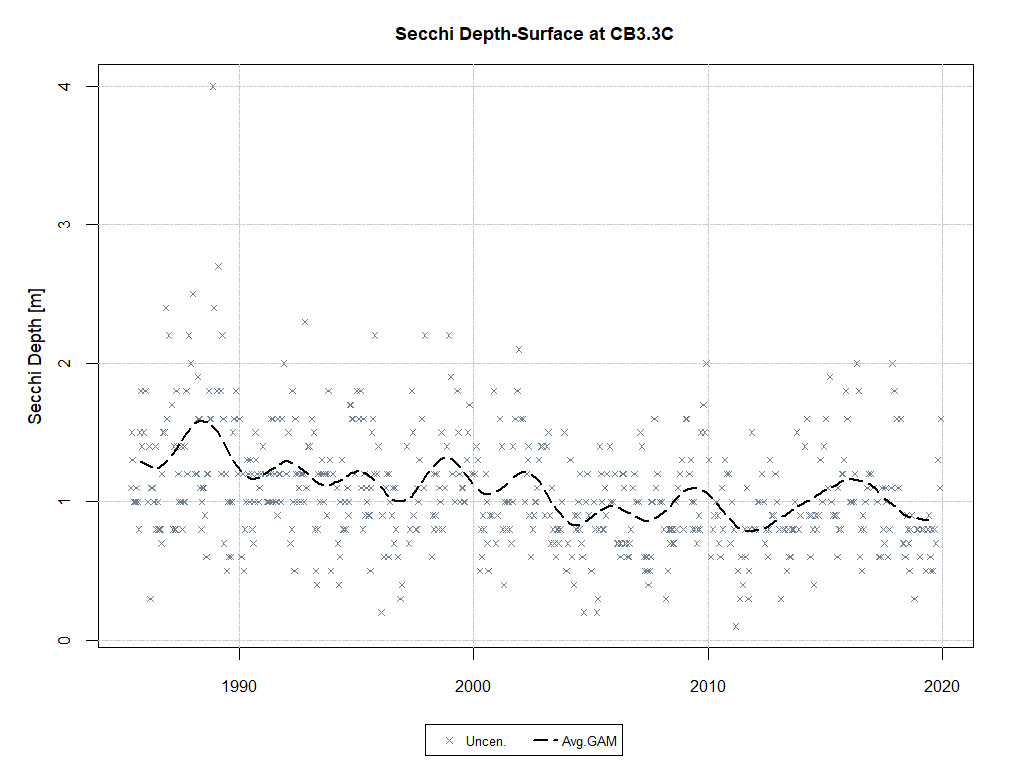 Secchi Depth-Surface at CB3.3C
Secchi Depth [m]
4
3
2
1
0
1990
2000
2010
2020
Uncen.
Avg.GAM